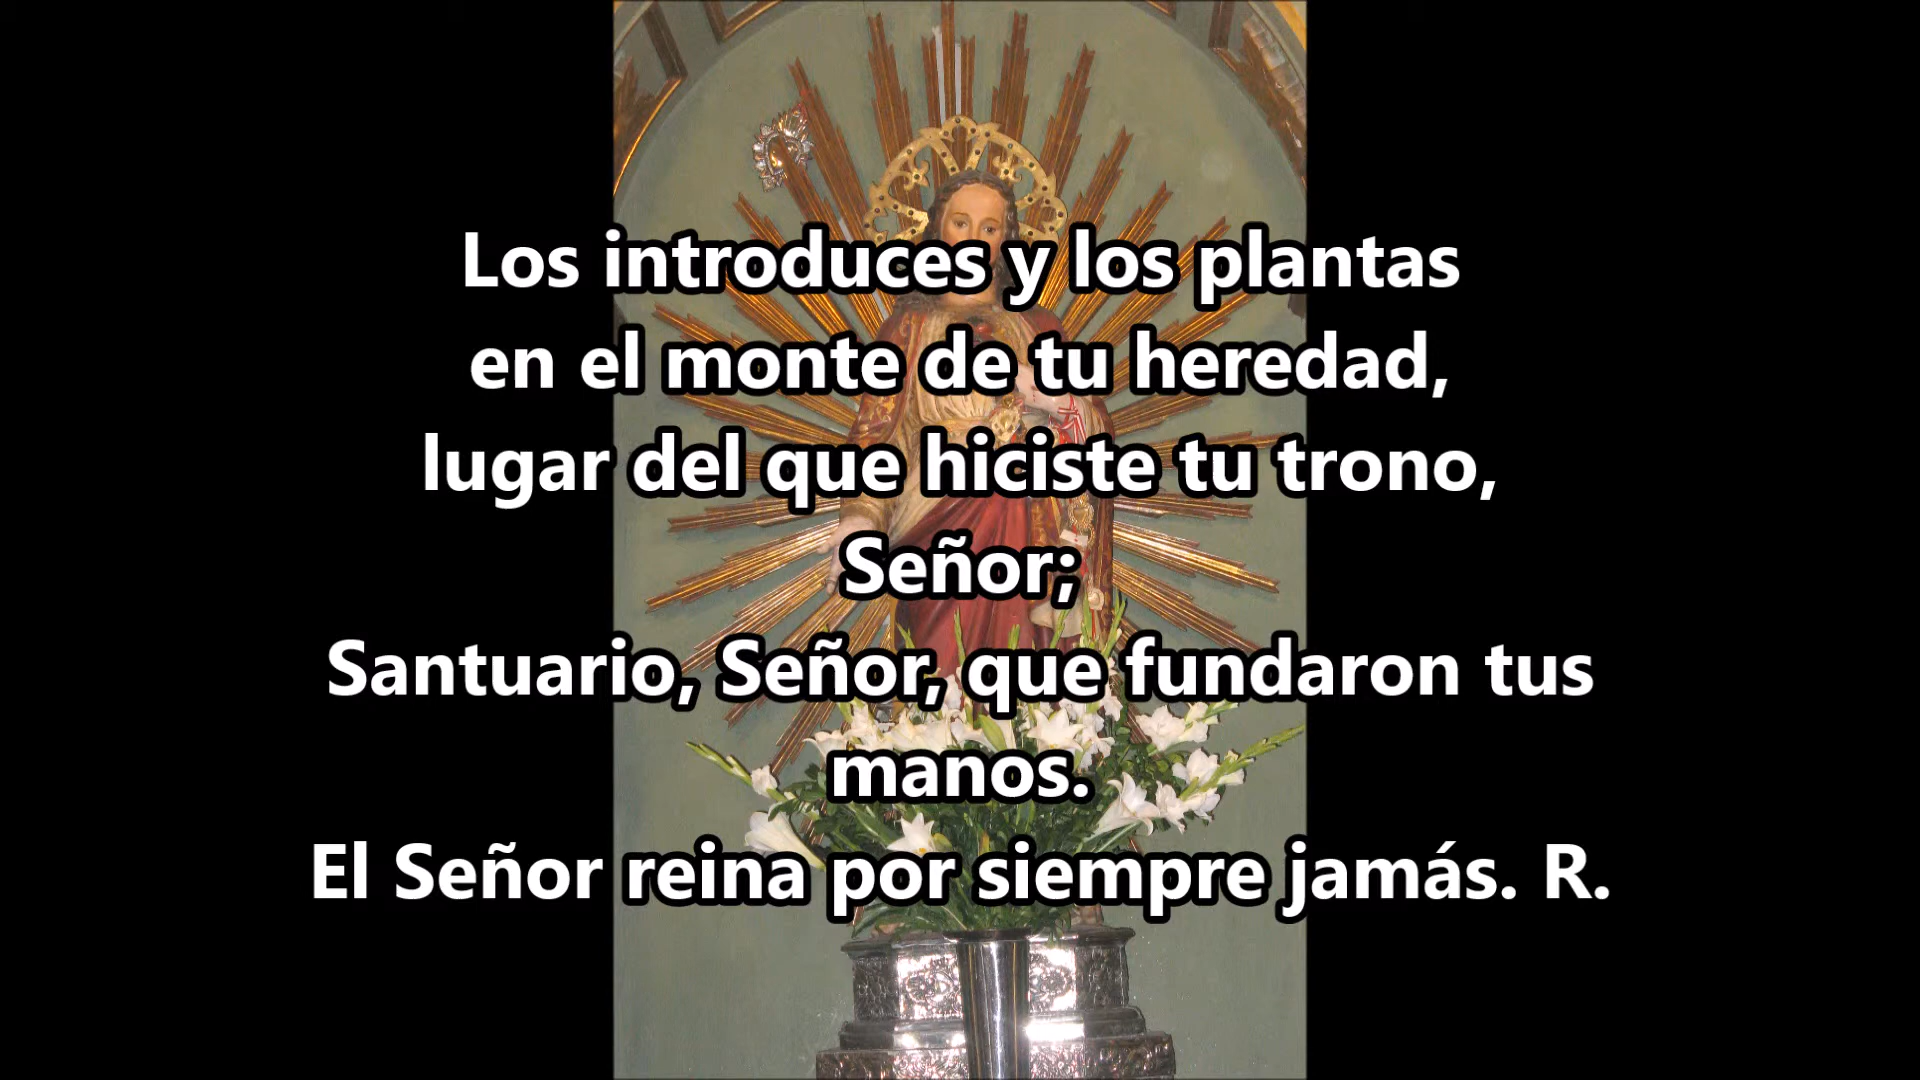 Los introduces y los plantas
en el monte de tu heredad,
lugar del que hiciste tu trono,
Señor;
Santuario, Señor, que fundaron tus
manos.
El Señor reina por siempre jamás. R.